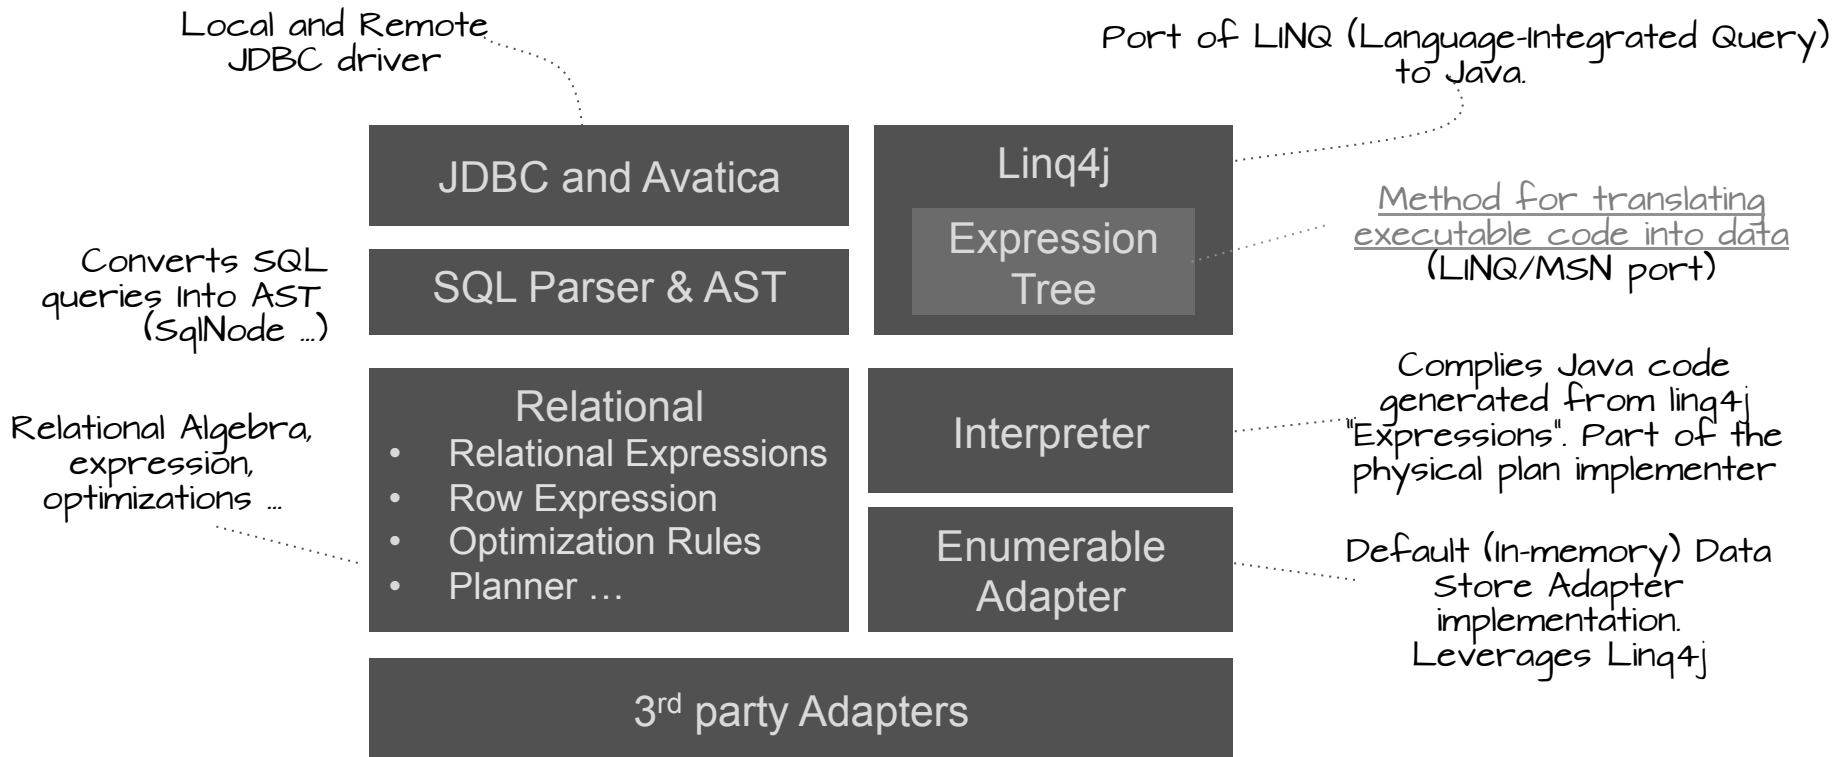 Local and Remote
JDBC driver
Port of LINQ (Language-Integrated Query)
to Java.
JDBC and Avatica
Linq4j
Method for translating
executable code into data
(LINQ/MSN port)
Expression
Tree
Converts SQL
queries Into AST
(SqlNode ...)
SQL Parser & AST
Relational Algebra,
expression,
optimizations ...
Relational
• Relational Expressions
• Row Expression
• Optimization Rules
• Planner …
Interpreter
Complies Java code
generated from linq4j
"Expressions". Part of the
physical plan implementer
Enumerable
Adapter
Default (In-memory) Data
Store Adapter
implementation.
Leverages Linq4j
3rd party Adapters